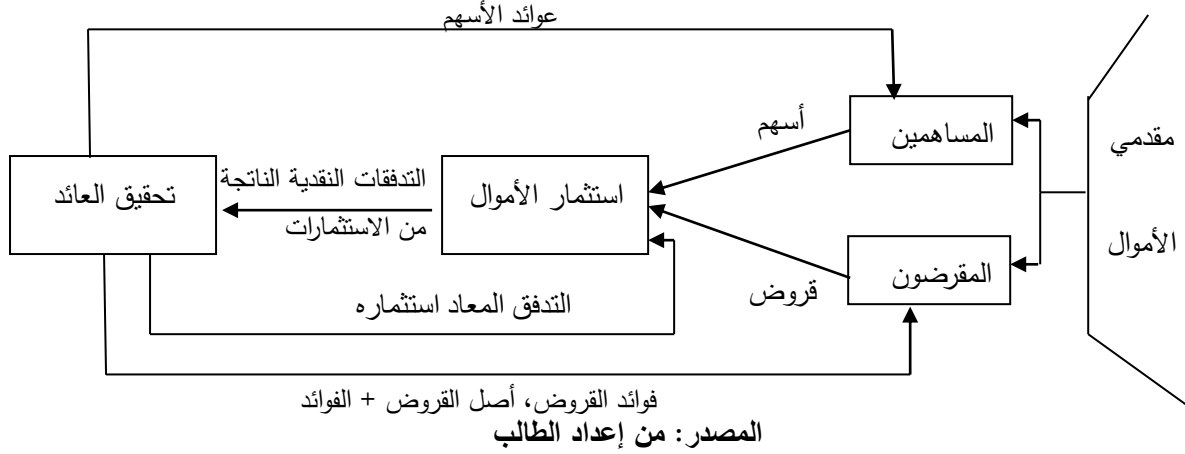 عوائد الأسهم
مقدمي
الأموال
المساهمين
المقرضون
أسهم
قروض
استثمار الأموال
التدفقات النقدية الناتجة
من الاستثمارات
تحقيق العائد
التدفق المعاد استثماره
فوائد القروض، أصل القروض + الفوائد
المصدر: من إعداد الطالب